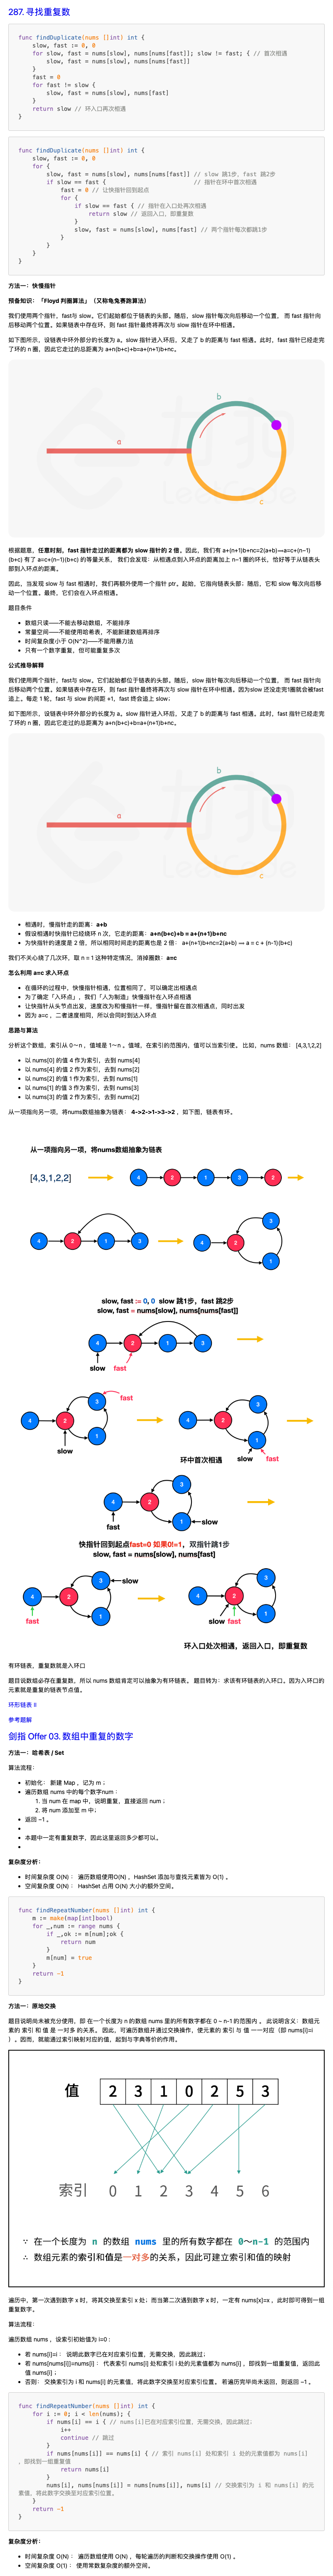 287. 寻找重复数
func findDuplicate(nums []int) int {
slow, fast := 0, 0
for slow, fast = nums[slow], nums[nums[fast]]; slow != fast; { // 首次相遇
slow, fast = nums[slow], nums[nums[fast]]
}
fast = 0
for fast != slow {
slow, fast = nums[slow], nums[fast]
}
return slow // 环入口再次相遇
}
func findDuplicate(nums []int) int {
slow, fast := 0, 0
for {
slow, fast = nums[slow], nums[nums[fast]] // slow 跳1步，fast 跳2步
if slow == fast { // 指针在环中首次相遇
fast = 0 // 让快指针回到起点
for {
if slow == fast { // 指针在入口处再次相遇
return slow // 返回入口，即重复数
}
slow, fast = nums[slow], nums[fast] // 两个指针每次都跳1步
}
}
}
}
方法一：快慢指针
预备知识：「Floyd 判圈算法」（又称龟兔赛跑算法）
我们使用两个指针，fast与 slow。它们起始都位于链表的头部。随后，slow 指针每次向后移动一个位置， 而 fast 指针向
后移动两个位置。如果链表中存在环，则 fast 指针最终将再次与 slow 指针在环中相遇。
如下图所示，设链表中环外部分的长度为 a。slow 指针进入环后，又走了 b 的距离与 fast 相遇。此时，fast 指针已经走完
了环的 n 圈，因此它走过的总距离为 a+n(b+c)+b=a+(n+1)b+nc。
a
b
c
力扣
LeetCode
根据题意，任意时刻，fast 指针走过的距离都为 slow 指针的 2 倍。因此，我们有 a+(n+1)b+nc=2(a+b)⟹a=c+(n−1)
(b+c) 有了 a=c+(n−1)(b+c) 的等量关系， 我们会发现：从相遇点到入环点的距离加上 n−1 圈的环长，恰好等于从链表头
部到入环点的距离。
因此，当发现 slow 与 fast 相遇时，我们再额外使用一个指针 ptr。起始，它指向链表头部；随后，它和 slow 每次向后移
动一个位置。最终，它们会在入环点相遇。
题目条件
• 数组只读——不能去移动数组，不能排序
• 常量空间——不能使用哈希表，不能新建数组再排序
• 时间复杂度小于 O(N^2)——不能用暴力法
• 只有一个数字重复，但可能重复多次
公式推导解释
我们使用两个指针，fast与 slow。它们起始都位于链表的头部。随后，slow 指针每次向后移动一个位置， 而 fast 指针向
后移动两个位置。如果链表中存在环，则 fast 指针最终将再次与 slow 指针在环中相遇。因为slow 还没走完1圈就会被fast
追上。每走 1 轮，fast 与 slow 的间距 +1，fast 终会追上 slow；
如下图所示，设链表中环外部分的长度为 a。slow 指针进入环后，又走了 b 的距离与 fast 相遇。此时，fast 指针已经走完
了环的 n 圈，因此它走过的总距离为 a+n(b+c)+b=a+(n+1)b+nc。
a
b
c
力扣
LeetCode
• 相遇时，慢指针走的距离：a+b
• 假设相遇时快指针已经绕环 n 次，它走的距离：a+n(b+c)+b = a+(n+1)b+nc
• 为快指针的速度是 2 倍，所以相同时间走的距离也是 2 倍： a+(n+1)b+nc=2(a+b) ⟹ a = c + (n-1)(b+c)
我们不关心绕了几次环，取 n = 1 这种特定情况，消掉圈数：a=c
怎么利用 a=c 求入环点
• 在循环的过程中，快慢指针相遇，位置相同了，可以确定出相遇点
• 为了确定「入环点」，我们「人为制造」快慢指针在入环点相遇
• 让快指针从头节点出发，速度改为和慢指针一样，慢指针留在首次相遇点，同时出发
• 因为 a=c ，二者速度相同，所以会同时到达入环点
思路与算法
分析这个数组，索引从 0〜n ，值域是 1〜n 。值域，在索引的范围内，值可以当索引使。 比如，nums 数组： [4,3,1,2,2]
• 以 nums[0] 的值 4 作为索引，去到 nums[4]
• 以 nums[4] 的值 2 作为索引，去到 nums[2]
• 以 nums[2] 的值 1 作为索引，去到 nums[1]
• 以 nums[1] 的值 3 作为索引，去到 nums[3]
• 以 nums[3] 的值 2 作为索引，去到 nums[2]
从一项指向另一项，将nums数组抽象为链表： 4->2->1->3->2 ，如下图，链表有环。
从一项指向另一项，将nums数组抽象为链表
[4,3,1,2,2]
4 2 1 3 2
4 2 1 3
4 2 3 1
slow, fast := 0, 0 slow 跳1步，fast 跳2步
slow, fast = nums[slow], nums[nums[fast]]
4 2 1 3
slow fast
4 2 3 1 fast
slow
4 2 3 1
环中首次相遇 slow fast
4 2 3 1
fast slow
快指针回到起点fast=0 如果0!=1，双指针跳1步
slow, fast = nums[slow], nums[fast]
4 2 3 1 slow
fast
4 2 3 1
slow fast
环入口处次相遇，返回入口，即重复数
有环链表，重复数就是入环口
题目说数组必存在重复数，所以 nums 数组肯定可以抽象为有环链表。 题目转为：求该有环链表的入环口。因为入环口的
元素就是重复的链表节点值。
环形链表 II
参考题解
剑指 Offer 03. 数组中重复的数字
方法一：哈希表 / Set
算法流程：
• 初始化： 新建 Map ，记为 m ；
• 遍历数组 nums 中的每个数字num ：
1. 当 num 在 map 中，说明重复，直接返回 num ；
2. 将 num 添加至 m 中；
• 返回 −1 。
•
• 本题中一定有重复数字，因此这里返回多少都可以。
•
复杂度分析：
• 时间复杂度 O(N) ： 遍历数组使用O(N) 。HashSet 添加与查找元素皆为 O(1) 。
• 空间复杂度 O(N) ： HashSet 占用 O(N) 大小的额外空间。
func findRepeatNumber(nums []int) int {
m := make(map[int]bool)
for _,num := range nums {
if _,ok := m[num];ok {
return num
}
m[num] = true
}
return -1
}
方法一：原地交换
题目说明尚未被充分使用，即 在一个长度为 n 的数组 nums 里的所有数字都在 0 ~ n-1 的范围内 。 此说明含义：数组元
素的 索引 和 值 是 一对多 的关系。 因此，可遍历数组并通过交换操作，使元素的 索引 与 值 一一对应（即 nums[i]=i
）。因而，就能通过索引映射对应的值，起到与字典等价的作用。
值 2 3 1 0 2 5 3
索引 0 1 2 3 4 5 6
∵ 在一个长度为 n 的数组 nums 里的所有数字都在 0〜n-1 的范围内
∴ 数组元素的索引和值是一对多的关系，因此可建立索引和值的映射
遍历中，第一次遇到数字 x 时，将其交换至索引 x 处；而当第二次遇到数字 x 时，一定有 nums[x]=x ，此时即可得到一组
重复数字。
算法流程：
遍历数组 nums ，设索引初始值为 i=0 :
• 若 nums[i]=i ： 说明此数字已在对应索引位置，无需交换，因此跳过；
• 若 nums[nums[i]]=nums[i] ： 代表索引 nums[i] 处和索引 i 处的元素值都为 nums[i] ，即找到一组重复值，返回此
值 nums[i] ；
• 否则： 交换索引为 i 和 nums[i] 的元素值，将此数字交换至对应索引位置。 若遍历完毕尚未返回，则返回 −1 。
func findRepeatNumber(nums []int) int {
for i := 0; i < len(nums); {
if nums[i] == i { // nums[i]已在对应索引位置，无需交换，因此跳过；
i++
continue // 跳过
}
if nums[nums[i]] == nums[i] { // 索引 nums[i] 处和索引 i 处的元素值都为 nums[i]
，即找到一组重复值
return nums[i]
}
nums[i], nums[nums[i]] = nums[nums[i]], nums[i] // 交换索引为 i 和 nums[i] 的元
素值，将此数字交换至对应索引位置。
}
return -1
}
复杂度分析：
• 时间复杂度 O(N) ： 遍历数组使用 O(N) ，每轮遍历的判断和交换操作使用 O(1) 。
• 空间复杂度 O(1) ： 使用常数复杂度的额外空间。